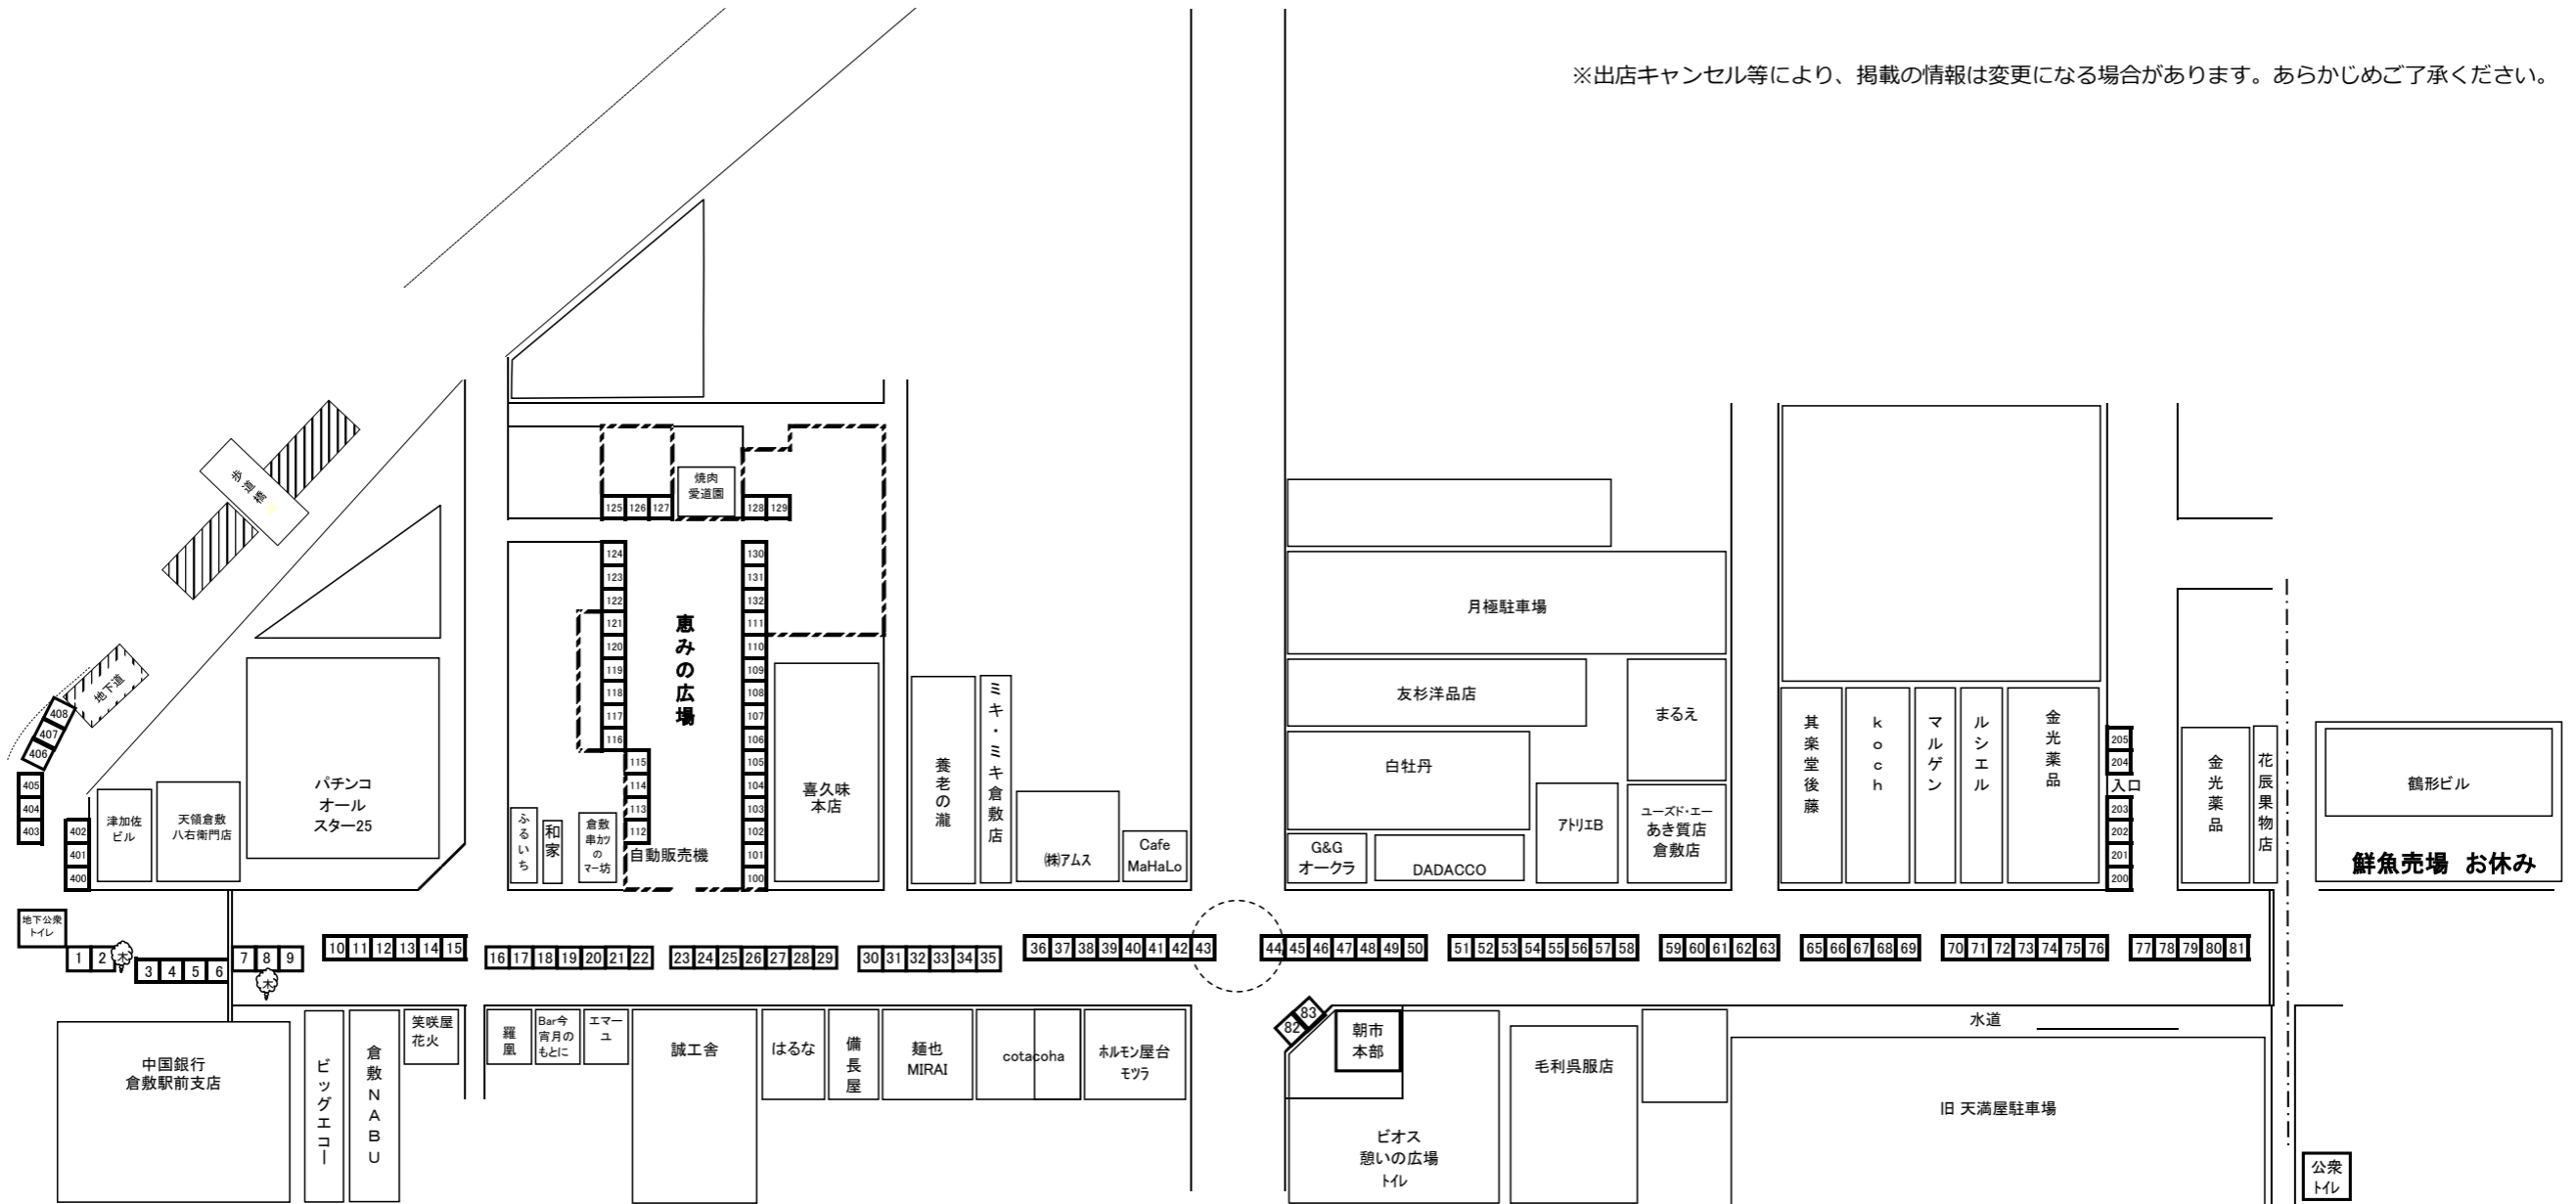 ※出店キャンセル等により、掲載の情報は変更になる場合があります。あらかじめご了承ください。
歩道橋
焼肉
愛道園
125 126 127
128 129
124
123
122
121
120
119
118
117
116
115
114
113
112
恵みの広場
130
131
132
111
110
109
108
107
106
105
104
103
102
101
100
自動販売機
地下道
408
407
406
405
404
403
402
401
400
津加佐
ビル
天領倉敷
八右衛門店
パチンコ
オール
スター25
ふるいち
和家
倉敷
串カツ
の
マー坊
喜久味
本店
養老の瀧
ミキ・ミキ倉敷店
㈱アムス
Cafe
MaHaLo
月極駐車場
友杉洋品店
まるえ
白牡丹
アトリエB
ユーズド・エー
あき質店
倉敷店
G&G
オークラ
DADACCO
其楽堂後藤
koch
マルゲン
ルシエル
金光薬品
205
204
入口
203
202
201
200
金光薬品
花辰果物店
鶴形ビル
鮮魚売場 お休み
地下公衆
トイレ
1 2 木
3 4 5 6
7 8 9
木
10 11 12 13 14 15
16 17 18 19 20 21 22
23 24 25 26 27 28 29
30 31 32 33 34 35
36 37 38 39 40 41 42 43
44 45 46 47 48 49 50
51 52 53 54 55 56 57 58
59 60 61 62 63
65 66 67 68 69
70 71 72 73 74 75 76
77 78 79 80 81
82 83
中国銀行
倉敷駅前支店
ビッグエコー
倉敷NABU
笑咲屋
花火
羅凰
Bar今
宵月の
もとに
エマー
ユ
誠工舎
はるな
備長屋
麺也
MIRAI
cotacoha
ホルモン屋台
モツラ
朝市
本部
ビオス
憩いの広場
トイレ
毛利呉服店
水道
旧 天満屋駐車場
公衆
トイレ